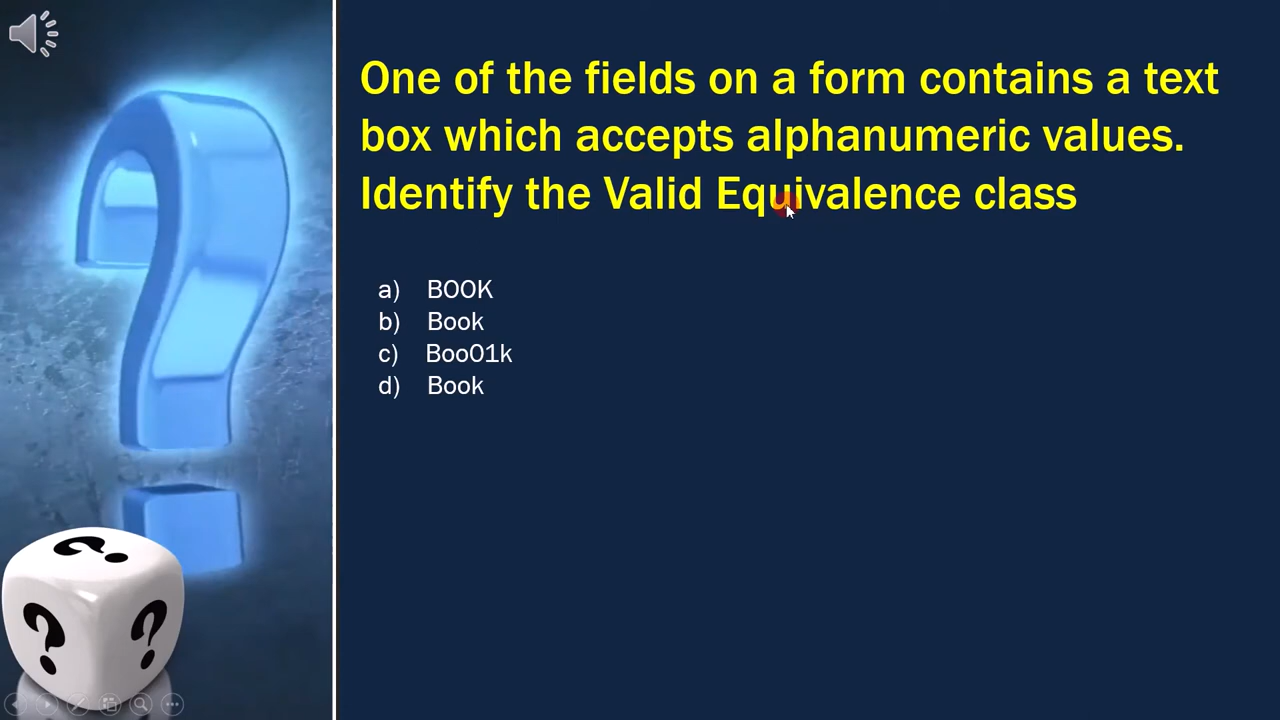 One of the fields on a form contains a text
box which accepts alphanumeric values.
Identify the Valid Equivalence class
a) BOOK
b) Book
c) Boo01k
d) Book